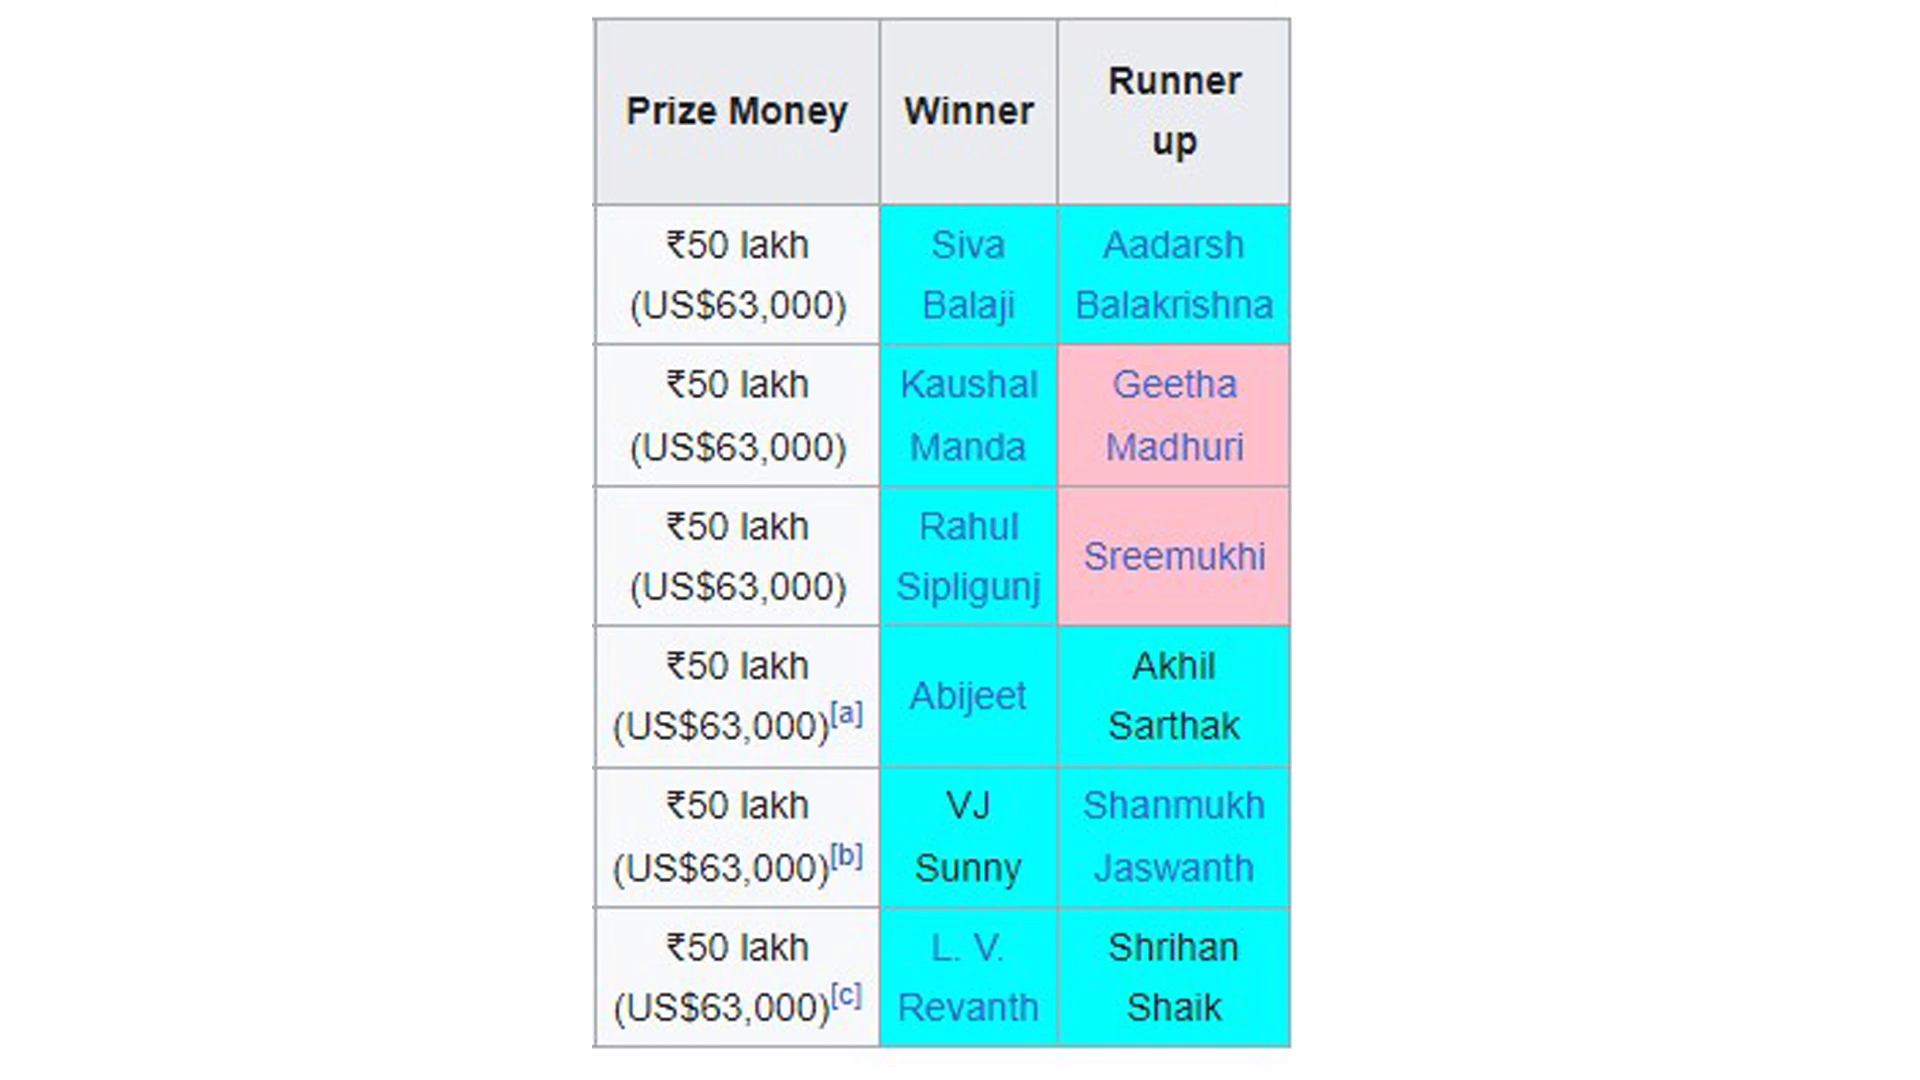 Prize Money Winner Runner
up
₹50 lakh Siva Aadarsh
(US$63,000) Balaji Balakrishna
₹50 lakh Kaushal Geetha
(US$63,000) Manda Madhuri
₹50 lakh Rahul Sreemukhi
(US$63,000) Sipligunj
₹50 lakh Abijeet Akhil
(US$63,000)[a] Sarthak
₹50 lakh VJ Shanmukh
(US$63,000)[b] Sunny Jaswanth
₹50 lakh L. V. Shrihan
(US$63,000)[c] Revanth Shaik